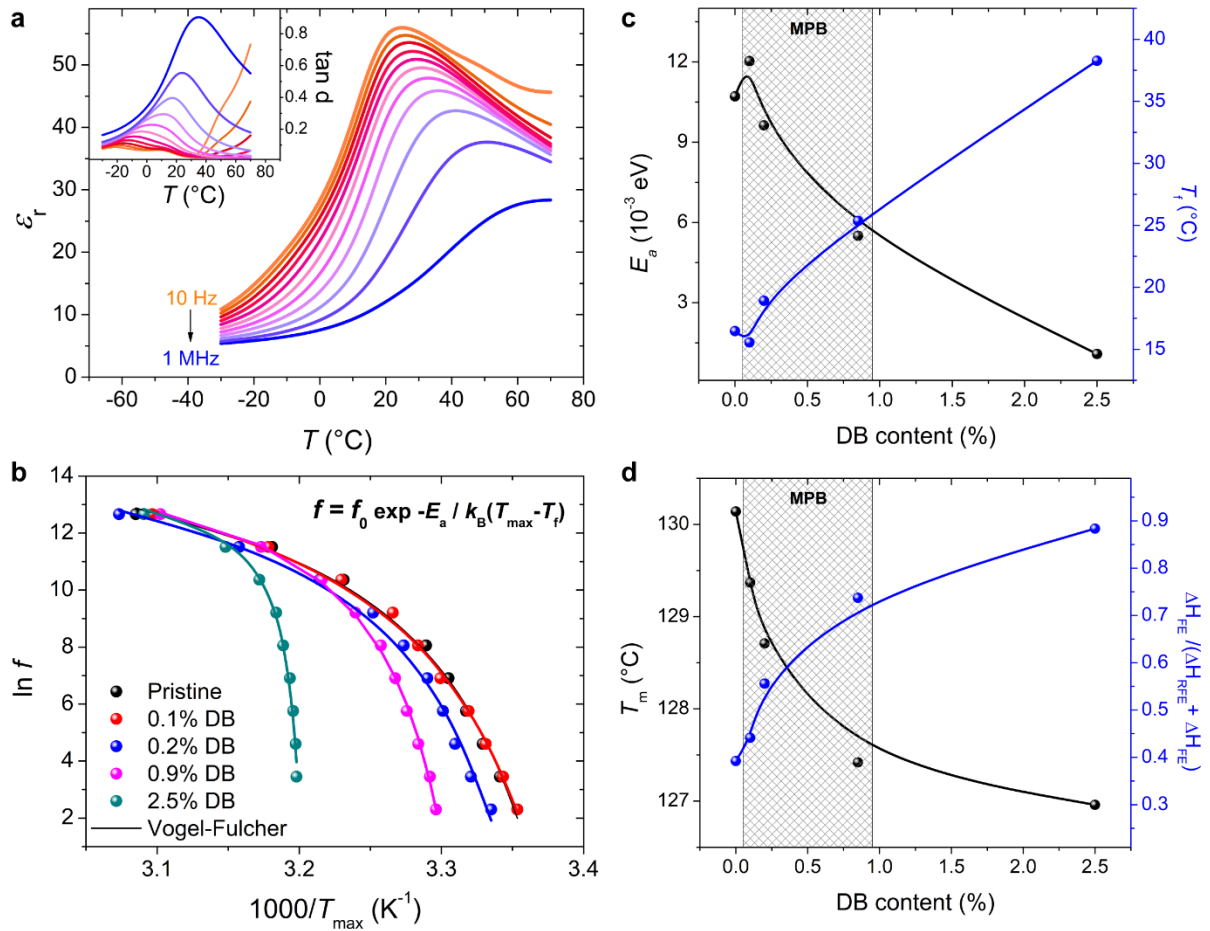 a
εr
50
40
30
20
10
0
-60
-40
-20
0
20
40
60
80
T (°C)
10 Hz
1 MHz
tan d
0.8
0.6
0.4
0.2
-20
0
20
40
60
80
T (°C)
b
ln f
14
12
10
8
6
4
2
f = f0 exp -Ea / kB(Tmax-Tf)
Pristine
0.1% DB
0.2% DB
0.9% DB
2.5% DB
Vogel-Fulcher
3.1
3.2
3.3
3.4
1000/Tmax (K-1)
c
MPB
Ea (10-3 eV)
12
9
6
3
Tf (°C)
40
35
30
25
20
15
0.0
0.5
1.0
1.5
2.0
2.5
DB content (%)
d
MPB
Tm (°C)
130
129
128
127
ΔHFE /(ΔHRFE + ΔHFE)
0.9
0.8
0.7
0.6
0.5
0.4
0.3
0.0
0.5
1.0
1.5
2.0
2.5
DB content (%)